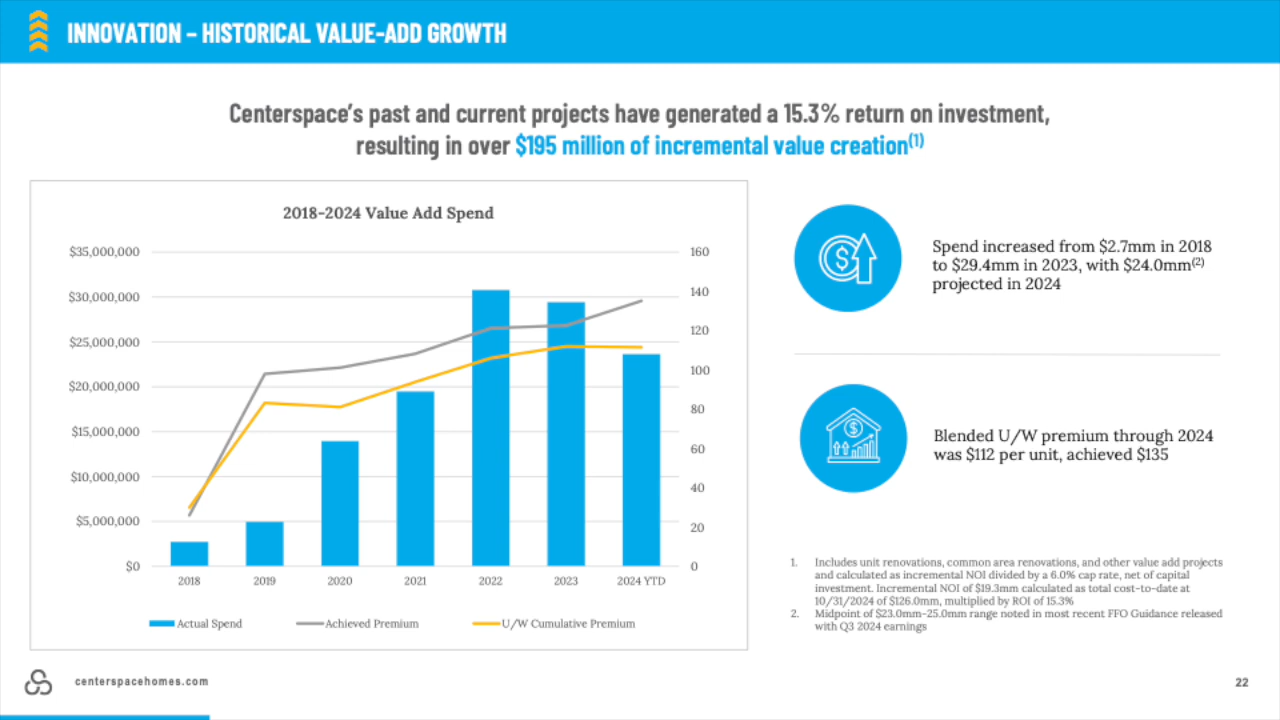 INNOVATION – HISTORICAL VALUE-ADD GROWTH
Centerspace's past and current projects have generated a 15.3% return on investment,
resulting in over $195 million of incremental value creation(1)
2018-2024 Value Add Spend
$35,000,000
$30,000,000
$25,000,000
$20,000,000
$15,000,000
$10,000,000
$5,000,000
$0
160
140
120
100
80
60
40
20
0
2018 2019 2020 2021 2022 2023 2024 YTD
Actual Spend Achieved Premium U/W Cumulative Premium
$
Spend increased from $2.7mm in 2018
to $29.4mm in 2023, with $24.0mm(2)
projected in 2024
$
Blended U/W premium through 2024
was $112 per unit, achieved $135
1. Includes unit renovations, common area renovations, and other value add projects
and calculated as incremental NOI divided by a 6.0% cap rate, net of capital
investment. Incremental NOI of $19.3mm calculated as total cost-to-date at
10/31/2024 of $126.0mm, multiplied by ROI of 15.3%
2. Midpoint of $23.0mm-25.0mm range noted in most recent FFO Guidance released
with Q3 2024 earnings
centerspacehomes.com
22